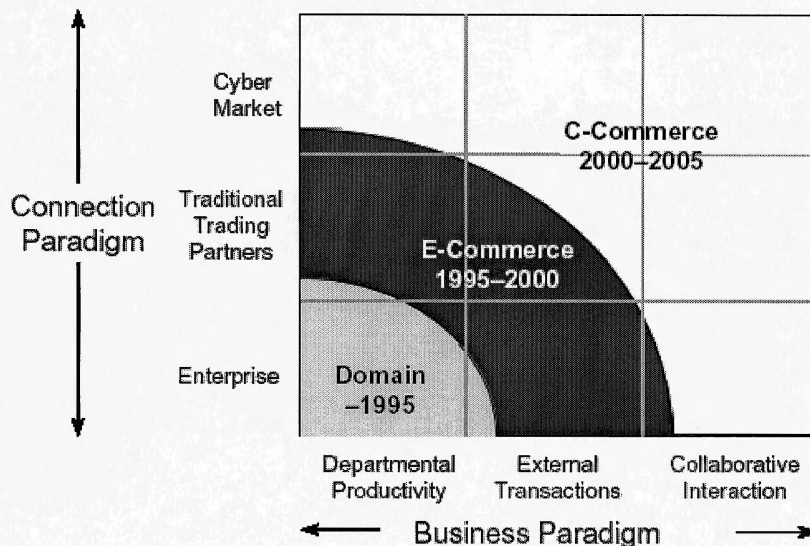 Cyber
Market
C-Commerce
2000–2005
Connection
Paradigm
Traditional
Trading
Partners
E-Commerce
1995–2000
Enterprise
Domain
–1995
Departmental
Productivity
External
Transactions
Collaborative
Interaction
Business Paradigm